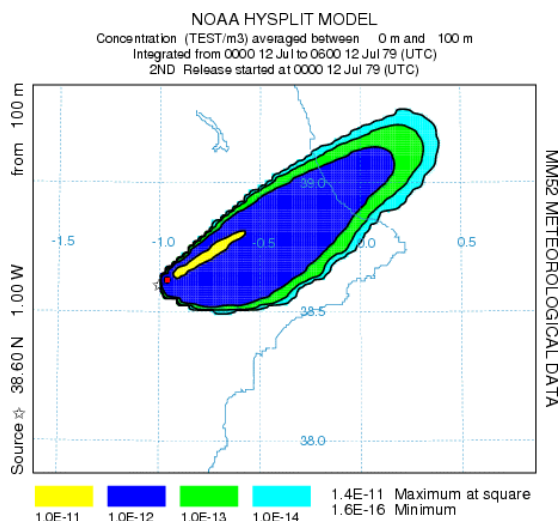 NOAA HYSPLIT MODEL
Concentration (TEST/m3) averaged between 0 m and 100 m
Integrated from 0000 12 Jul to 0600 12 Jul 79 (UTC)
2ND Release started at 0000 12 Jul 79 (UTC)
Source ☆ 38.60 N 1.00 W from 100 m
MM52 METEOROLOGICAL DATA
39.0
-1.5 -1.0 -0.5 0.0 0.5
38.5
38.0
1.4E-11 Maximum at square
1.6E-16 Minimum
1.0E-11 1.0E-12 1.0E-13 1.0E-14